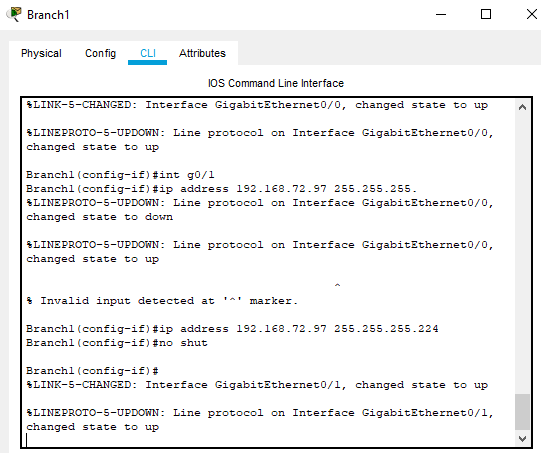 Branch1
Physical Config CLI Attributes
IOS Command Line Interface
%LINK-5-CHANGED: Interface GigabitEthernet0/0, changed state to up
%LINEPROTO-5-UPDOWN: Line protocol on Interface GigabitEthernet0/0,
changed state to up
Branch1(config-if)#int g0/1
Branch1(config-if)#ip address 192.168.72.97 255.255.255.
%LINEPROTO-5-UPDOWN: Line protocol on Interface GigabitEthernet0/0,
changed state to down
%LINEPROTO-5-UPDOWN: Line protocol on Interface GigabitEthernet0/0,
changed state to up
^
% Invalid input detected at '^' marker.
Branch1(config-if)#ip address 192.168.72.97 255.255.255.224
Branch1(config-if)#no shut
Branch1(config-if)#
%LINK-5-CHANGED: Interface GigabitEthernet0/1, changed state to up
%LINEPROTO-5-UPDOWN: Line protocol on Interface GigabitEthernet0/1,
changed state to up